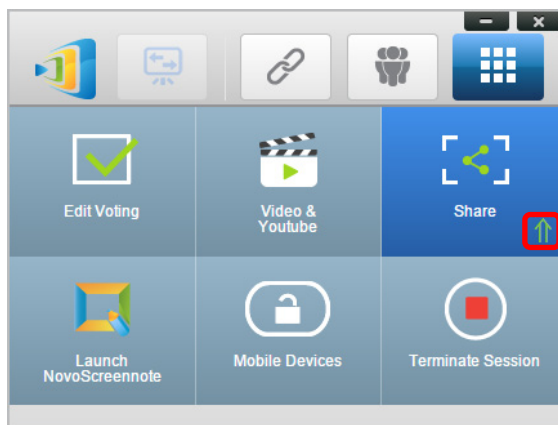 Edit Voting
Video &
Youtube
Share
Launch
NovoScreennote
Mobile Devices
Terminate Session